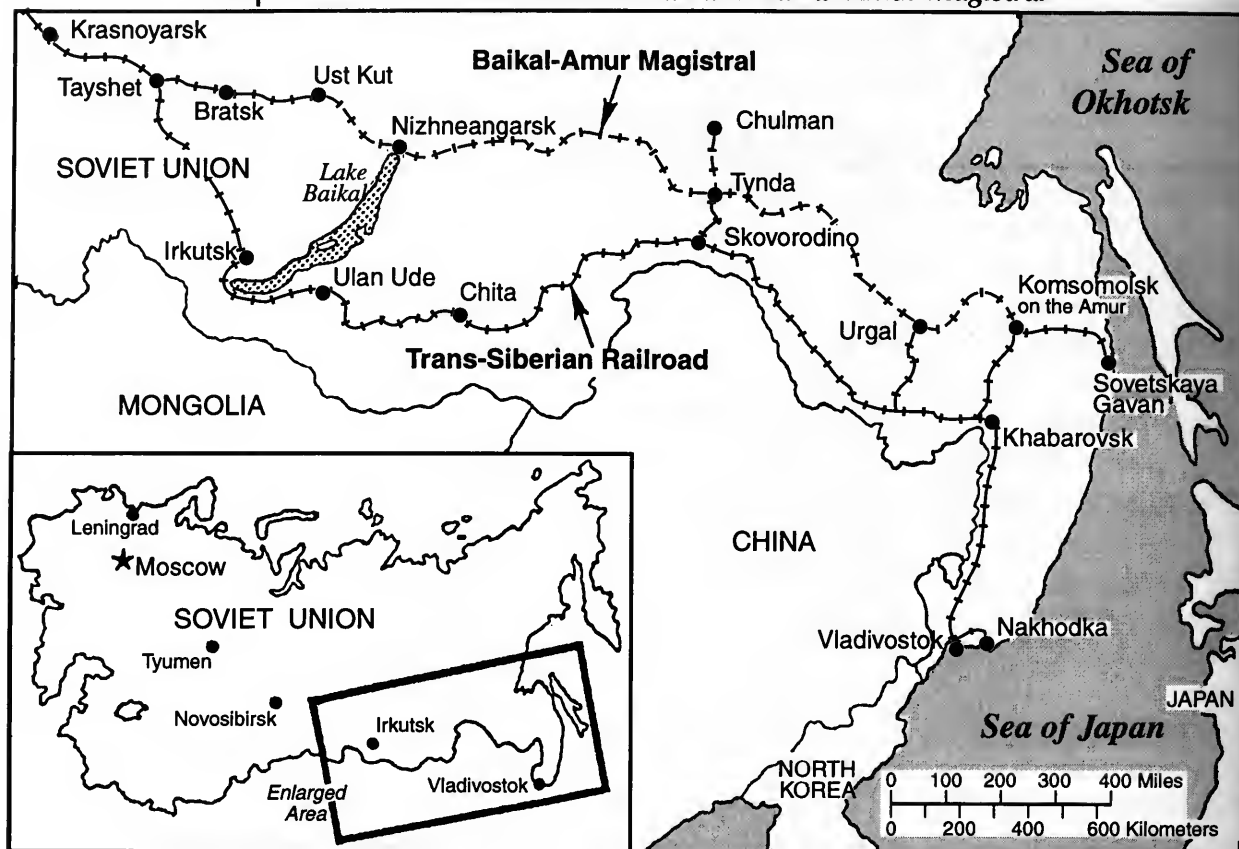 Magistral
Krasnoyarsk
Tayshet
Bratsk
Ust Kut
Baikal-Amur Magistral
Nizhneangarsk
Chulman
Sea of
Okhotsk
SOVIET UNION
Lake
Baikal
Tynda
Irkutsk
Skovorodino
Ulan Ude
Chita
Komsomolsk
on the Amur
Urgal
Trans-Siberian Railroad
Sovetskaya
Gavan
MONGOLIA
Khabarovsk
CHINA
Vladivostok
Nakhodka
JAPAN
Sea of Japan
NORTH
KOREA
0 100 200 300 400 Miles
0 200 400 600 Kilometers
Leningrad
Moscow
SOVIET UNION
Tyumen
Novosibirsk
Irkutsk
Enlarged
Area
Vladivostok